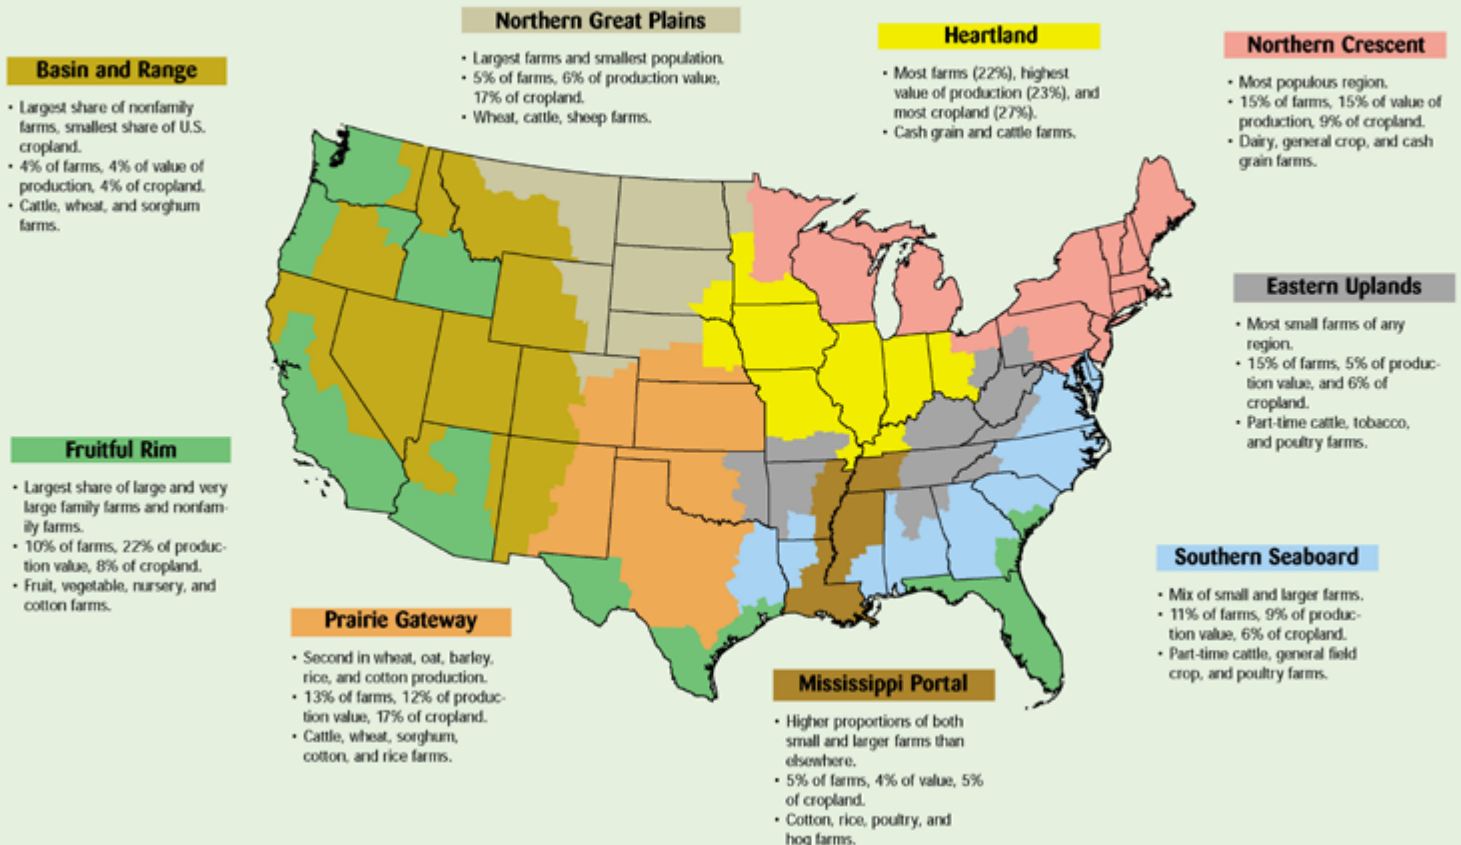 Northern Great Plains
• Largest farms and smallest population.
• 5% of farms, 6% of production value,
17% of cropland.
• Wheat, cattle, sheep farms.
Heartland
• Most farms (22%), highest
value of production (23%), and
most cropland (27%).
• Cash grain and cattle farms.
Northern Crescent
• Most populous region.
• 15% of farms, 15% of value of
production, 9% of cropland.
• Dairy, general crop, and cash
grain farms.
Basin and Range
• Largest share of nonfamily
farms, smallest share of U.S.
cropland.
• 4% of farms, 4% of value of
production, 4% of cropland.
• Cattle, wheat, and sorghum
farms.
Eastern Uplands
• Most small farms of any
region.
• 15% of farms, 5% of produc-
tion value, and 6% of
cropland.
• Part-time cattle, tobacco,
and poultry farms.
Fruitful Rim
• Largest share of large and very
large family farms and nonfam-
ily farms.
• 10% of farms, 22% of produc-
tion value, 8% of cropland.
• Fruit, vegetable, nursery, and
cotton farms.
Southern Seaboard
• Mix of small and larger farms.
• 11% of farms, 9% of produc-
tion value, 6% of cropland.
• Part-time cattle, general field
crop, and poultry farms.
Prairie Gateway
• Second in wheat, oat, barley,
rice, and cotton production.
• 13% of farms, 12% of produc-
tion value, 17% of cropland.
• Cattle, wheat, sorghum,
cotton, and rice farms.
Mississippi Portal
• Higher proportions of both
small and larger farms than
elsewhere.
• 5% of farms, 4% of value, 5%
of cropland.
• Cotton, rice, poultry, and
hog farms.